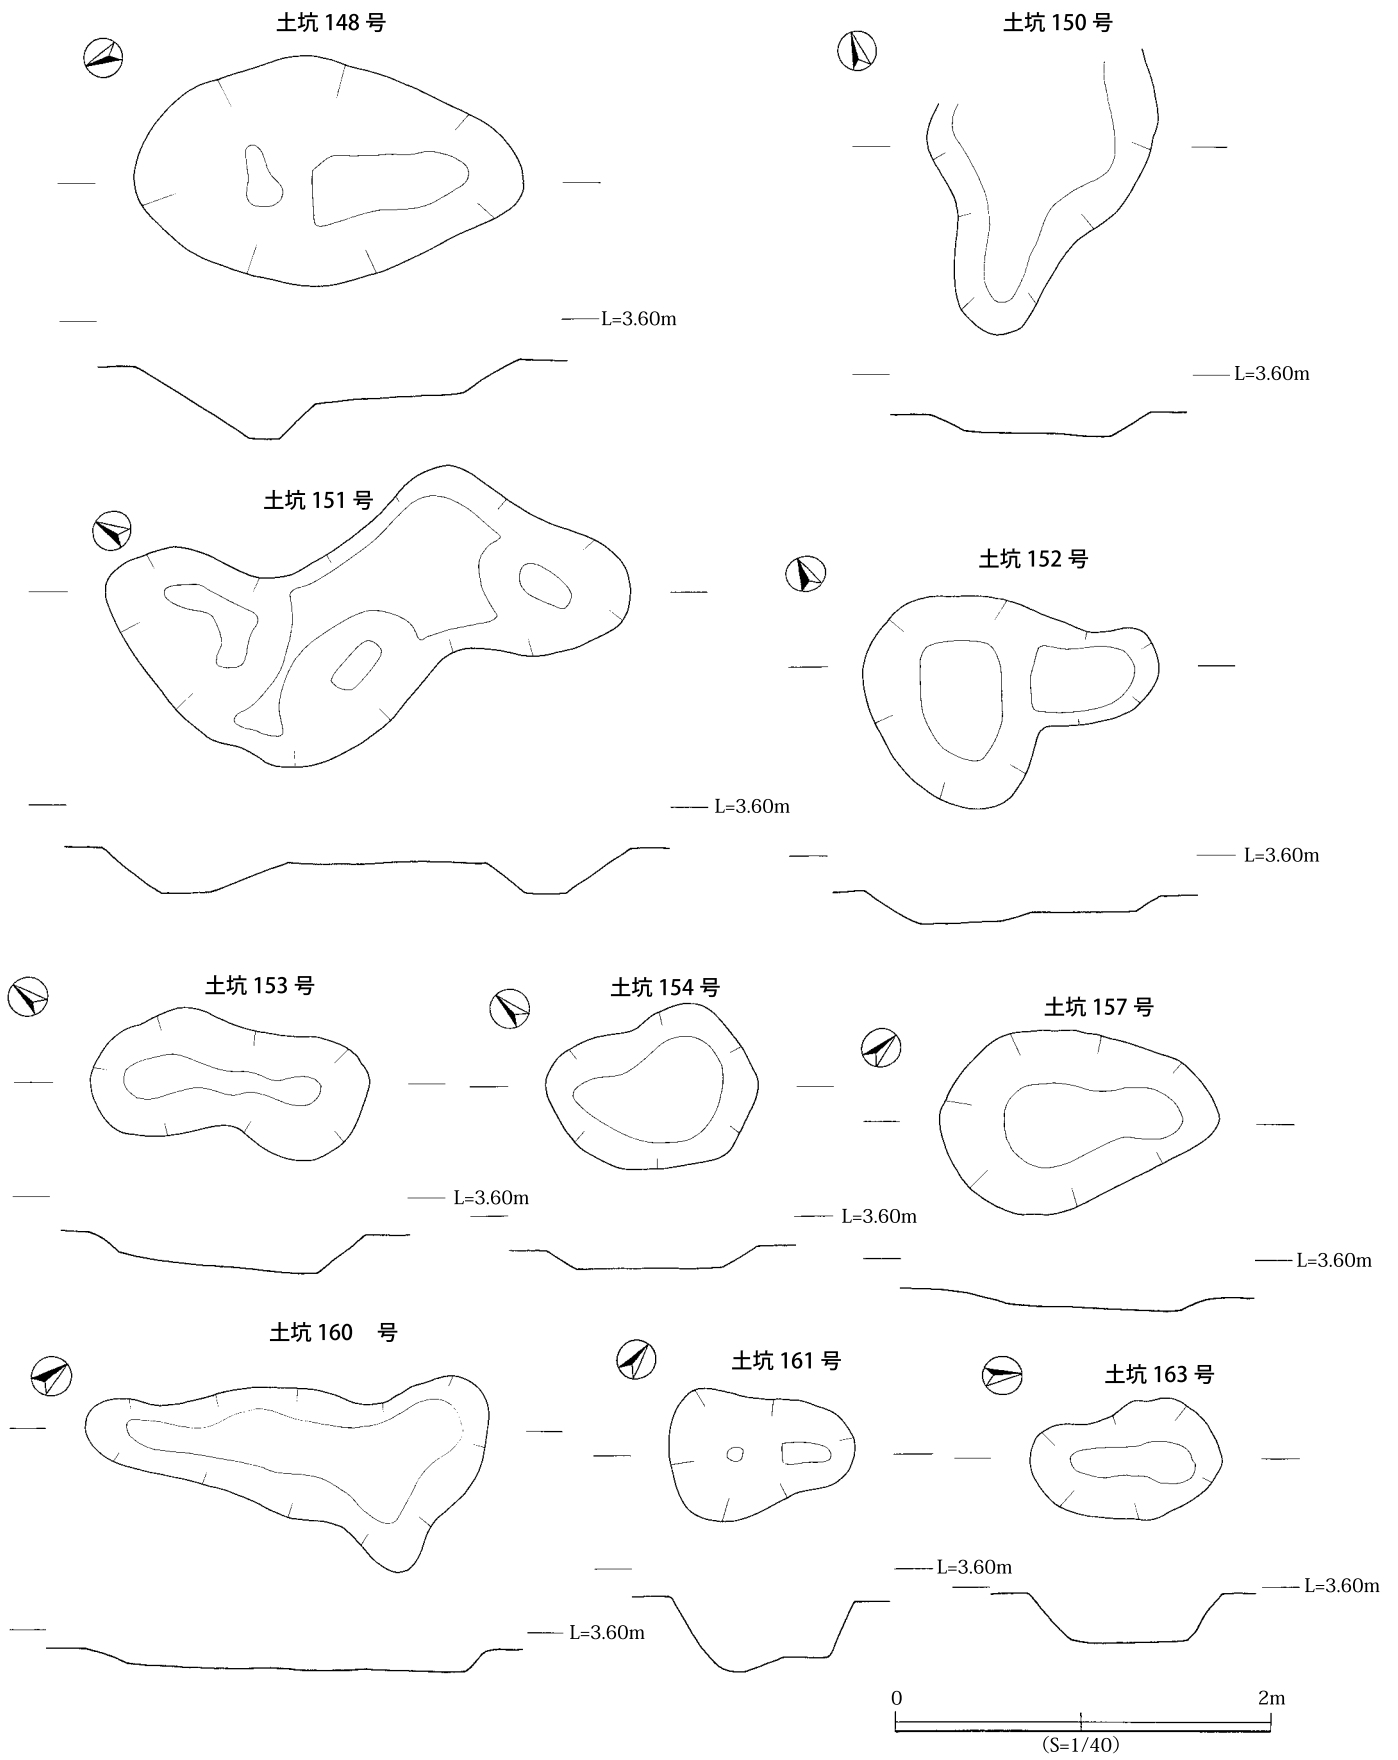 土坑 148 号
土坑 150 号
L=3.60m
L=3.60m
土坑 151 号
土坑 152 号
L=3.60m
L=3.60m
土坑 153 号
土坑 154 号
土坑 157 号
L=3.60m
L=3.60m
L=3.60m
土坑 160　号
土坑 161 号
土坑 163 号
L=3.60m
L=3.60m
L=3.60m
0 2m
(S=1/40)